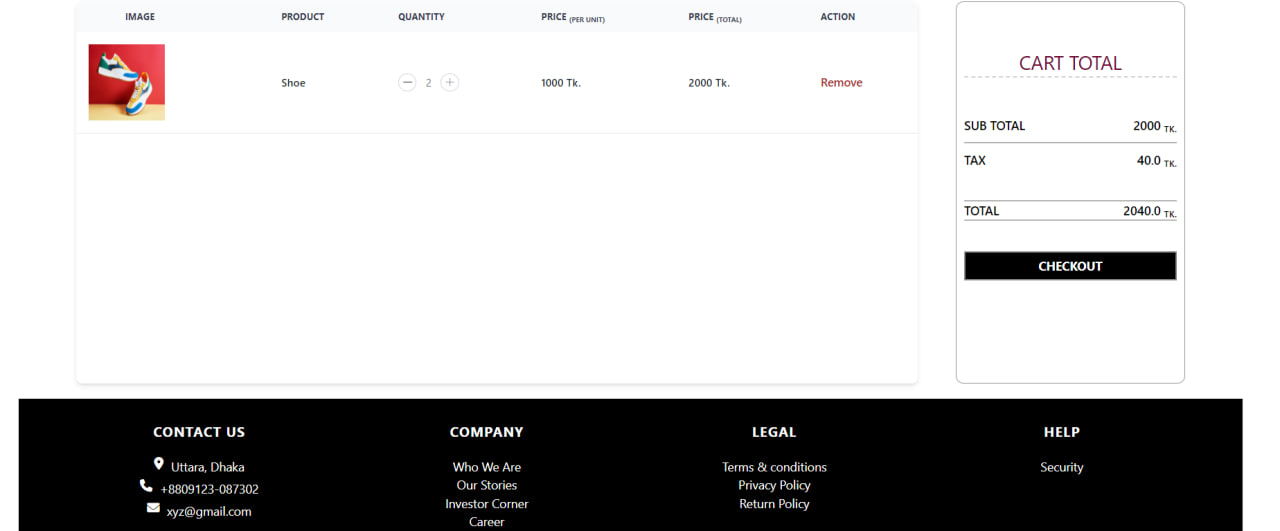 IMAGE PRODUCT QUANTITY PRICE (PER UNIT) PRICE (TOTAL) ACTION
Shoe 2 1000 Tk. 2000 Tk. Remove
CART TOTAL
SUB TOTAL 2000 TK.
TAX 40.0 TK.
TOTAL 2040.0 TK.
CHECKOUT
CONTACT US
Uttara, Dhaka
+8809123-087302
xyz@gmail.com
COMPANY
Who We Are
Our Stories
Investor Corner
Career
LEGAL
Terms & conditions
Privacy Policy
Return Policy
HELP
Security